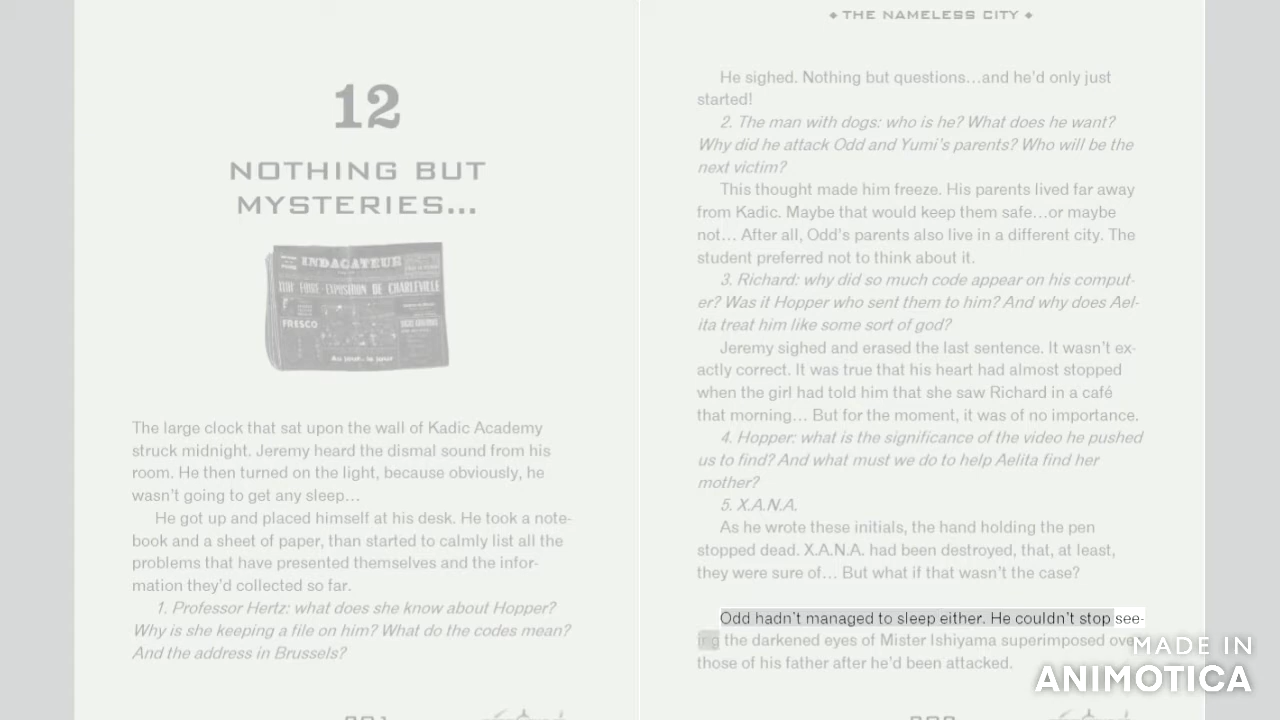 12
NOTHING BUT
MYSTERIES...
INDAGATEUR
FOIRE-EXPOSITION DE CHARLEVILLE
FRESCO
Au jour-le jour
The large clock that sat upon the wall of Kadic Academy
struck midnight. Jeremy heard the dismal sound from his
room. He then turned on the light, because obviously, he
wasn't going to get any sleep…
He got up and placed himself at his desk. He took a note-
book and a sheet of paper, than started to calmly list all the
problems that have presented themselves and the infor-
mation they'd collected so far.
1. Professor Hertz: what does she know about Hopper?
Why is she keeping a file on him? What do the codes mean?
And the address in Brussels?
THE NAMELESS CITY
He sighed. Nothing but questions…and he'd only just
started!
2. The man with dogs: who is he? What does he want?
Why did he attack Odd and Yumi's parents? Who will be the
next victim?
This thought made him freeze. His parents lived far away
from Kadic. Maybe that would keep them safe…or maybe
not… After all, Odd's parents also live in a different city. The
student preferred not to think about it.
3. Richard: why did so much code appear on his comput-
er? Was it Hopper who sent them to him? And why does Ael-
ita treat him like some sort of god?
Jeremy sighed and erased the last sentence. It wasn't ex-
actly correct. It was true that his heart had almost stopped
when the girl had told him that she saw Richard in a café
that morning… But for the moment, it was of no importance.
4. Hopper: what is the significance of the video he pushed
us to find? And what must we do to help Aelita find her
mother?
5. X.A.N.A.
As he wrote these initials, the hand holding the pen
stopped dead. X.A.N.A. had been destroyed, that, at least,
they were sure of… But what if that wasn't the case?
Odd hadn't managed to sleep either. He couldn't stop see-
ing the darkened eyes of Mister Ishiyama superimposed over
those of his father after he'd been attacked.
MADE IN
ANIMOTICA